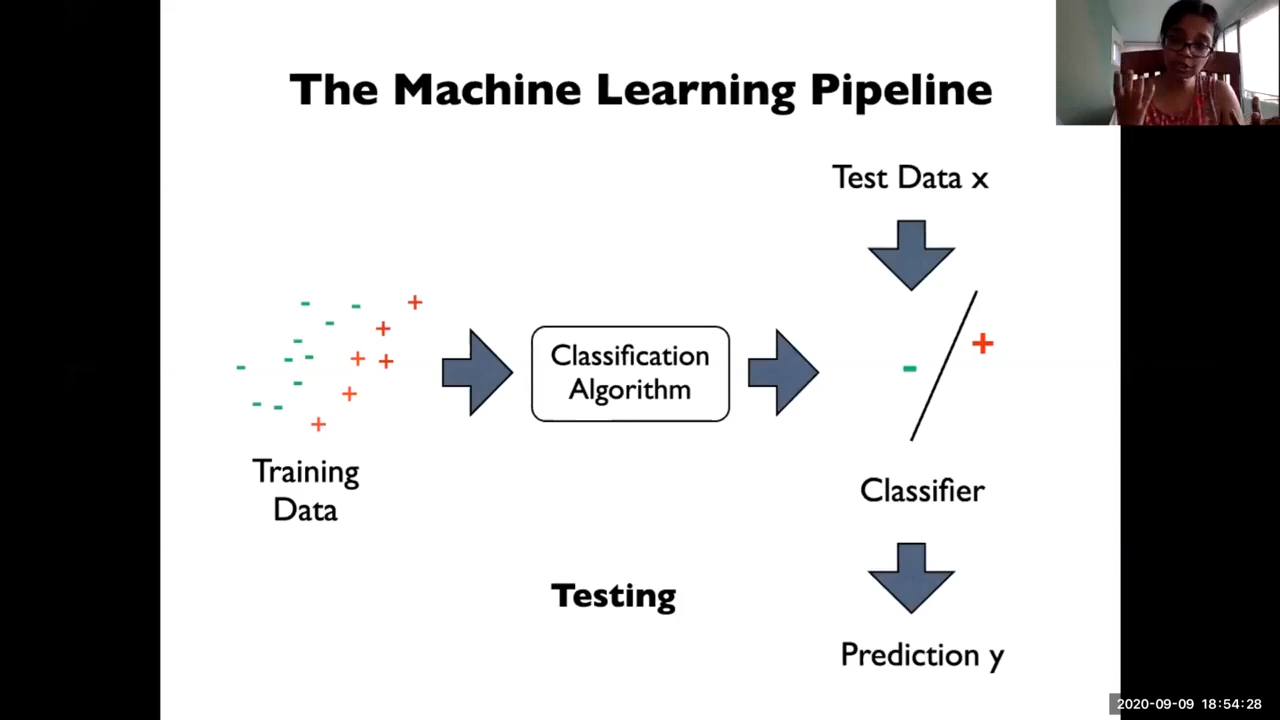 The Machine Learning Pipeline
Test Data x
Classification
Algorithm
Training
Data
Classifier
Testing
Prediction y
2020-09-09 18:54:28